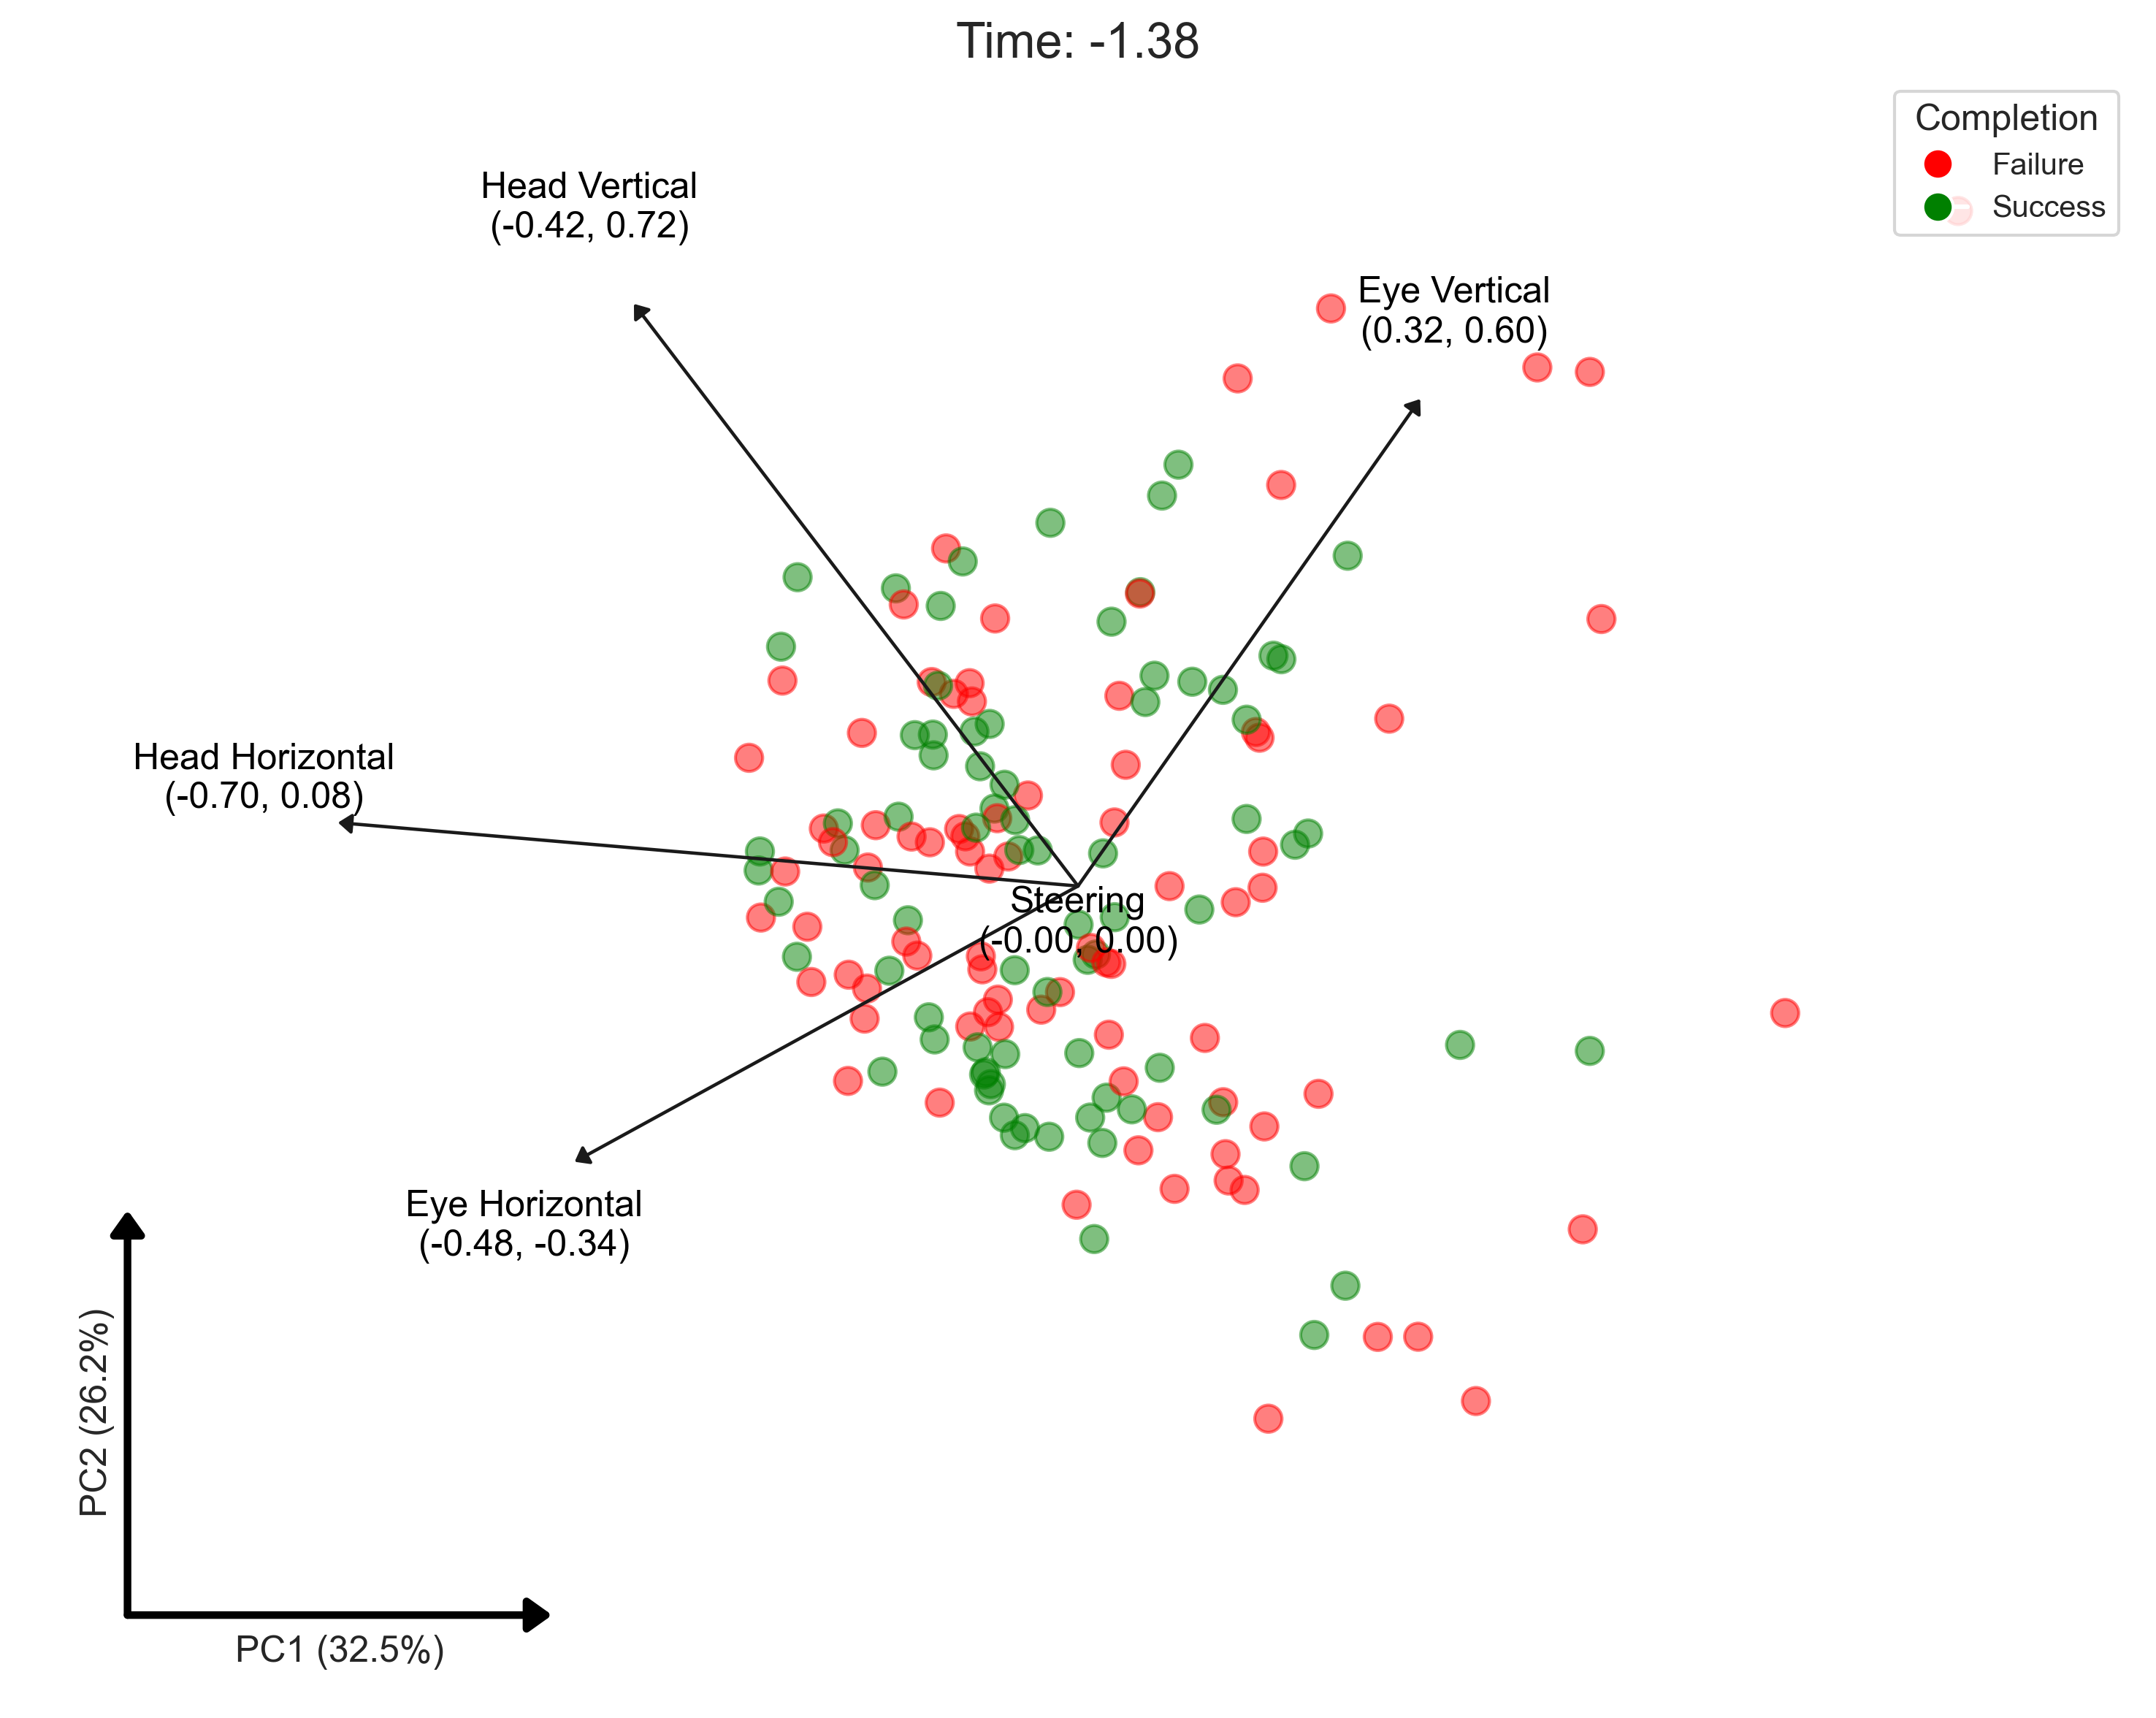 Time: -1.38
Completion
Failure
Success
Head Vertical
(-0.42, 0.72)
Eye Vertical
(0.32, 0.60)
Head Horizontal
(-0.70, 0.08)
Steering
(-0.00, 0.00)
Eye Horizontal
(-0.48, -0.34)
PC2 (26.2%)
PC1 (32.5%)